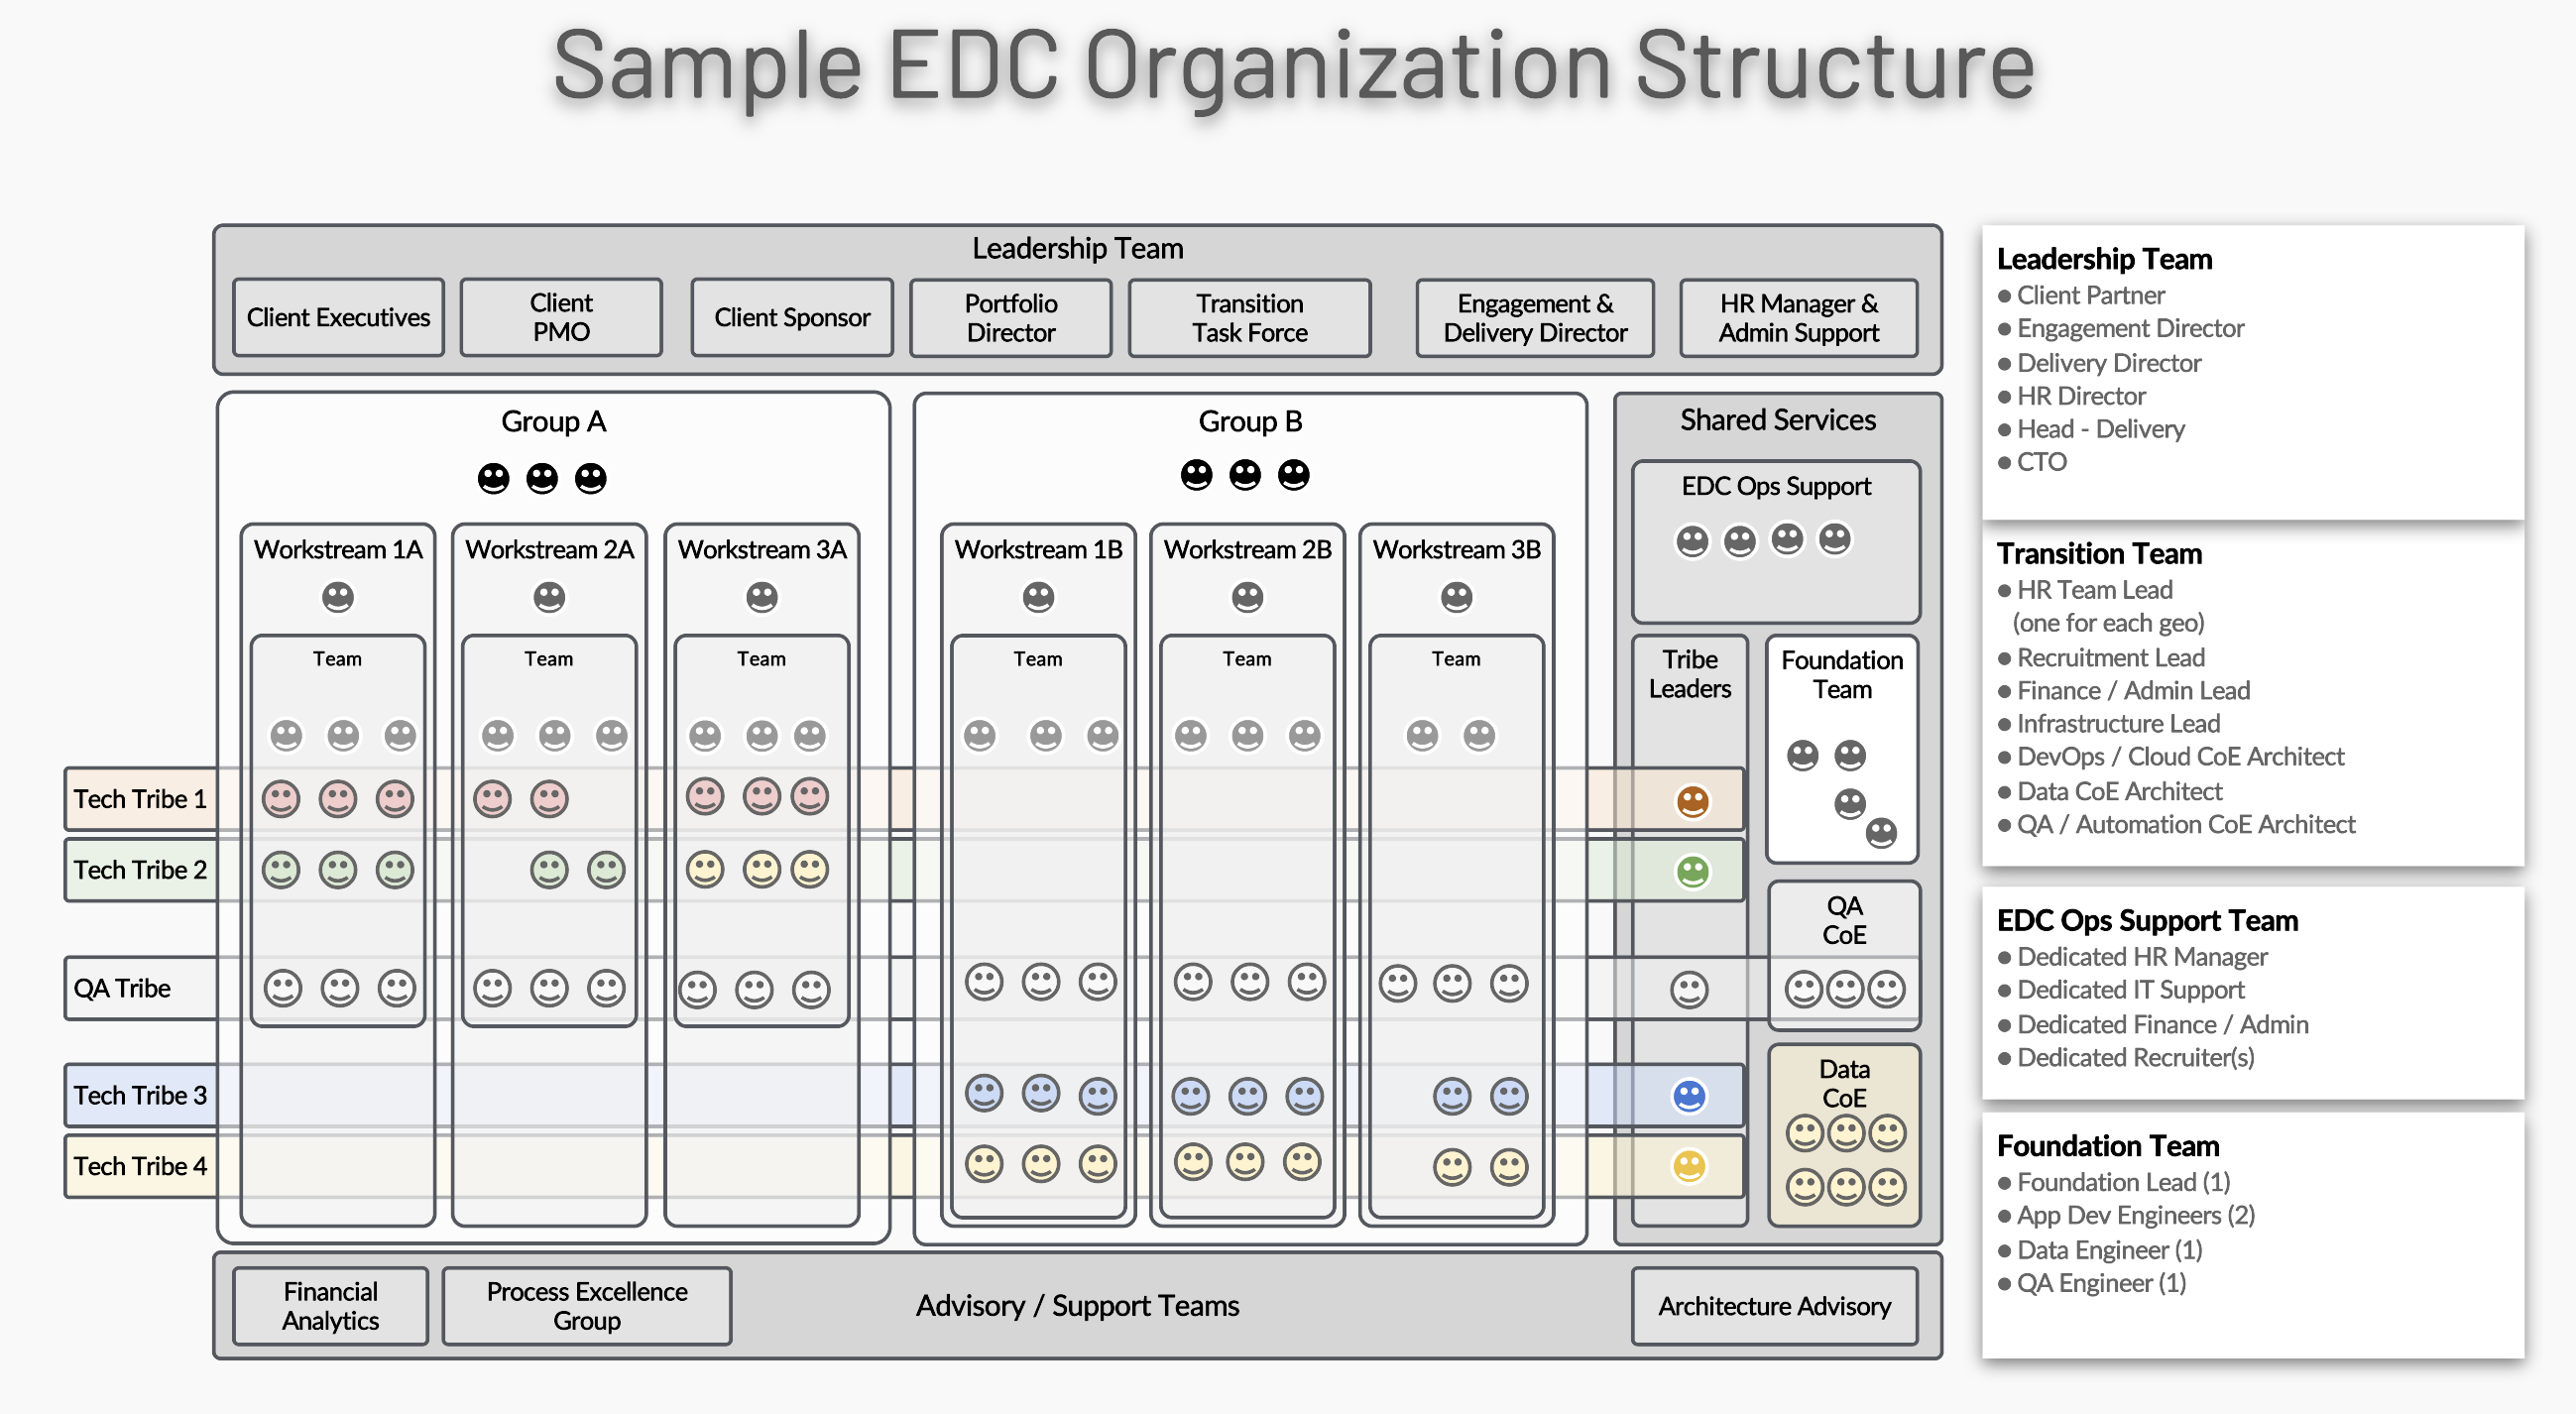 Sample EDC Organization Structure
Leadership Team
Client Executives
Client
PMO
Client Sponsor
Portfolio
Director
Transition
Task Force
Engagement &
Delivery Director
HR Manager &
Admin Support
Group A
Workstream 1A
Team
Workstream 2A
Team
Workstream 3A
Team
Group B
Workstream 1B
Team
Workstream 2B
Team
Workstream 3B
Team
Shared Services
EDC Ops Support
Tribe
Leaders
Foundation
Team
QA
CoE
Data
CoE
Tech Tribe 1
Tech Tribe 2
QA Tribe
Tech Tribe 3
Tech Tribe 4
Financial
Analytics
Process Excellence
Group
Advisory / Support Teams
Architecture Advisory
Leadership Team
● Client Partner
● Engagement Director
● Delivery Director
● HR Director
● Head - Delivery
● CTO
Transition Team
● HR Team Lead
(one for each geo)
● Recruitment Lead
● Finance / Admin Lead
● Infrastructure Lead
● DevOps / Cloud CoE Architect
● Data CoE Architect
● QA / Automation CoE Architect
EDC Ops Support Team
● Dedicated HR Manager
● Dedicated IT Support
● Dedicated Finance / Admin
● Dedicated Recruiter(s)
Foundation Team
● Foundation Lead (1)
● App Dev Engineers (2)
● Data Engineer (1)
● QA Engineer (1)